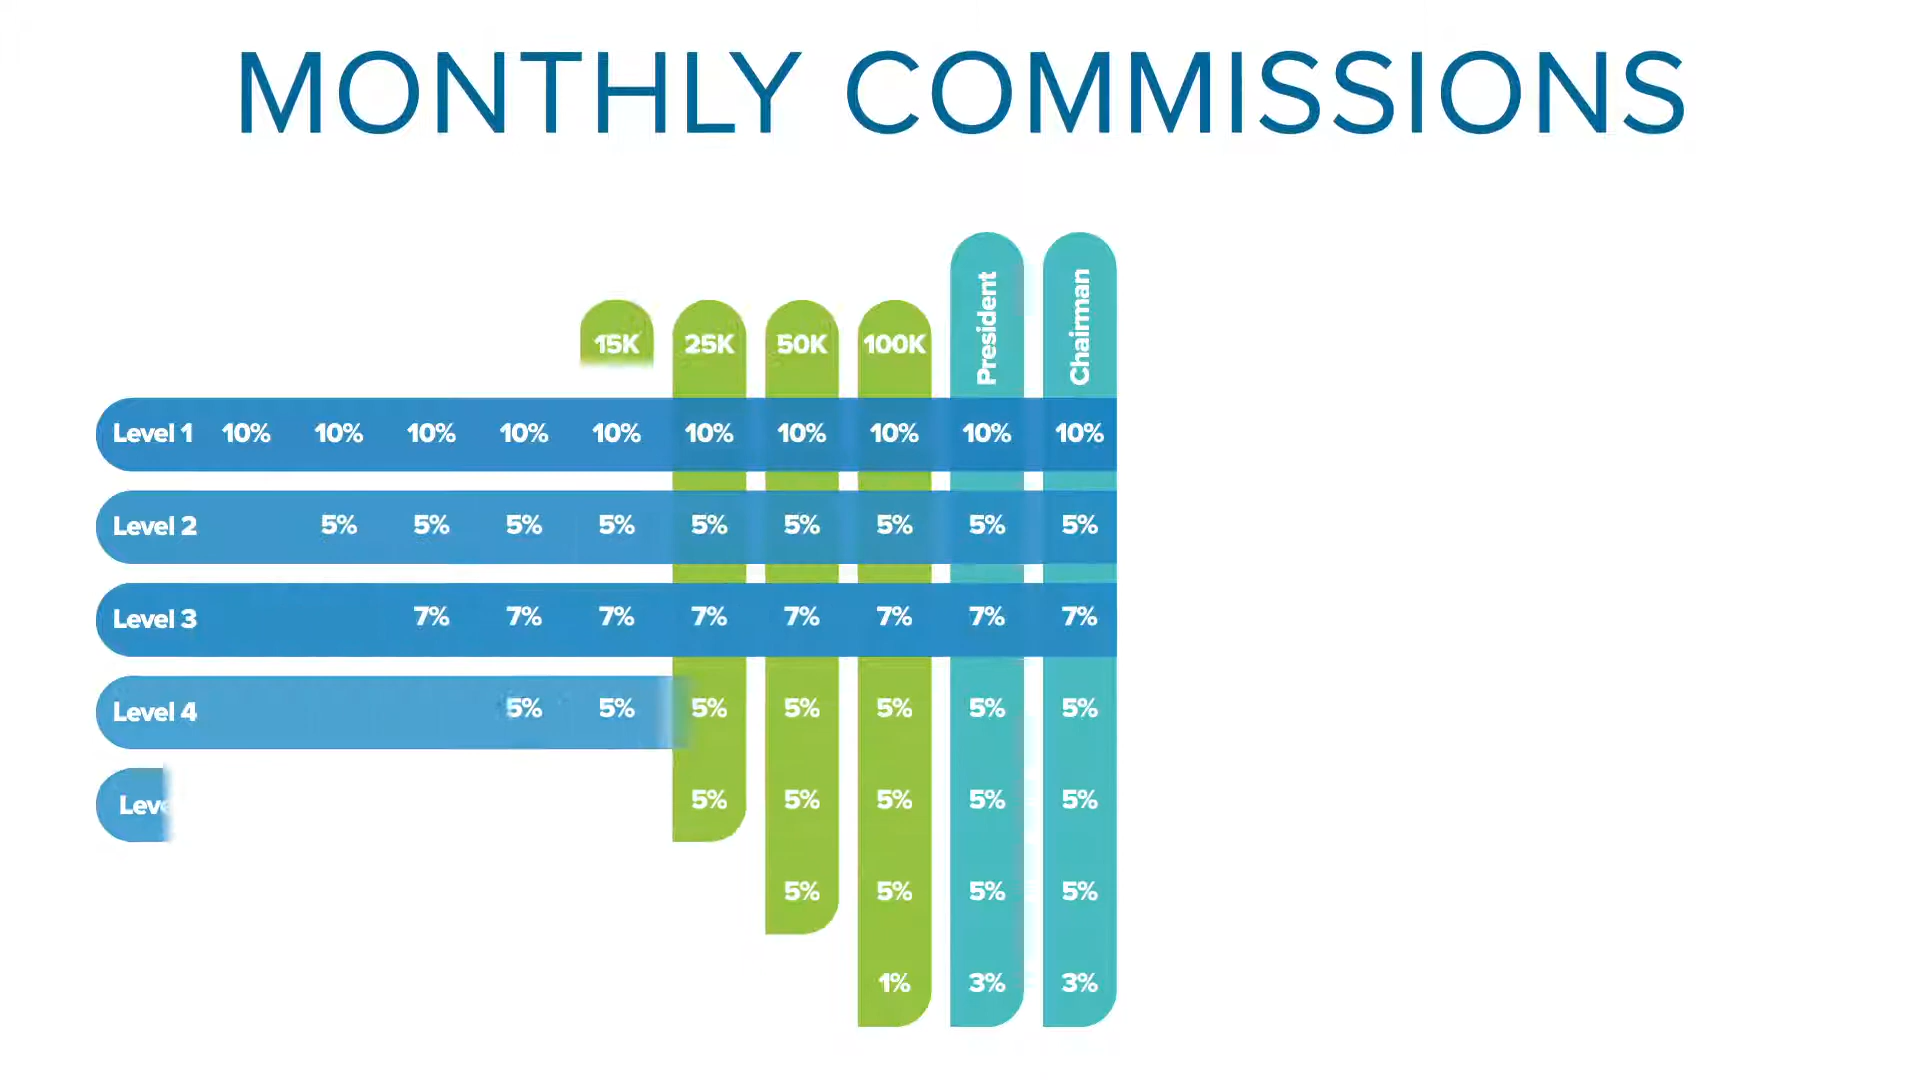 MONTHLY COMMISSIONS
15K 25K 50K 100K President Chairman
Level 1 10% 10% 10% 10% 10% 10% 10% 10% 10% 10%
Level 2 5% 5% 5% 5% 5% 5% 5% 5% 5%
Level 3 7% 7% 7% 7% 7% 7% 7% 7%
Level 4 5% 5% 5% 5% 5% 5% 5%
5% 5% 5% 5% 5%
5% 5% 5% 5%
1% 3% 3%